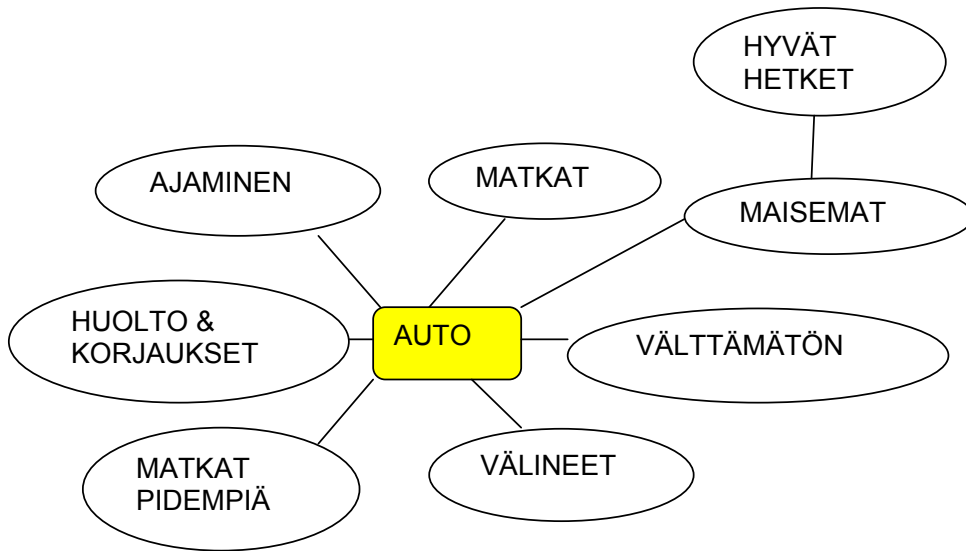 HYVÄT
HETKET
AJAMINEN
MATKAT
MAISEMAT
HUOLTO &
KORJAUKSET
AUTO
VÄLTTÄMÄTÖN
MATKAT
PIDEMPIÄ
VÄLINEET